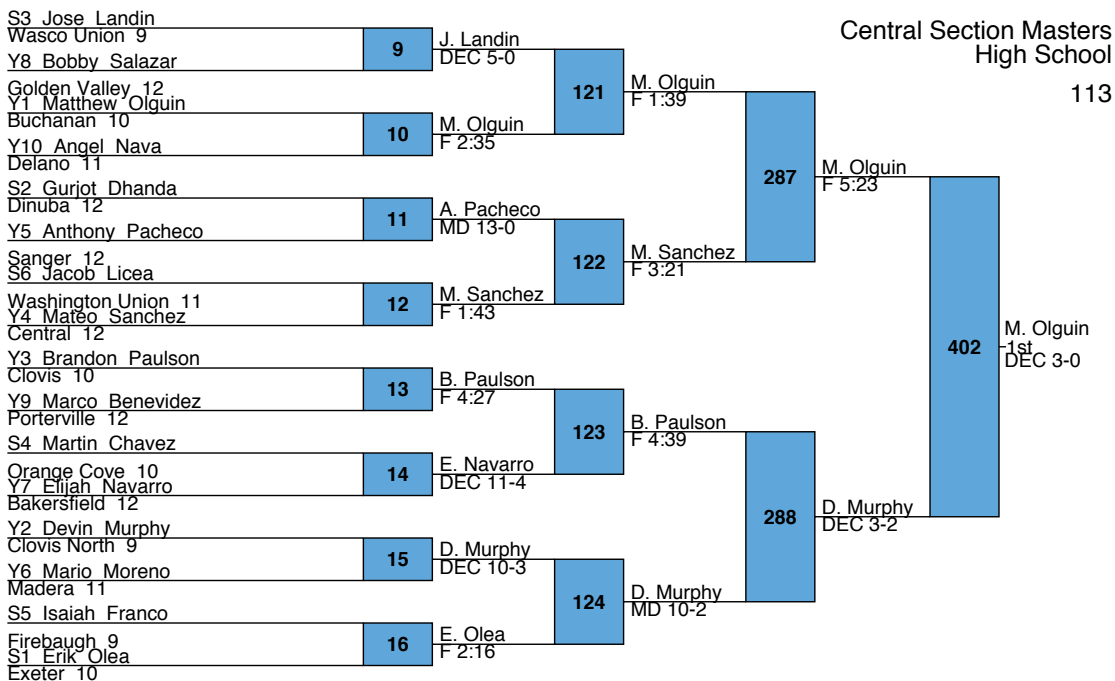 Central Section Masters
High School
113
S3 Jose Landin
Wasco Union 9
Y8 Bobby Salazar
Golden Valley 12
Y1 Matthew Olguin
Buchanan 10
Y10 Angel Nava
Delano 11
S2 Gurjot Dhanda
Dinuba 12
Y5 Anthony Pacheco
Sanger 12
S6 Jacob Licea
Washington Union 11
Y4 Mateo Sanchez
Central 12
Y3 Brandon Paulson
Clovis 10
Y9 Marco Benevidez
Porterville 12
S4 Martin Chavez
Orange Cove 10
Y7 Elijah Navarro
Bakersfield 12
Y2 Devin Murphy
Clovis North 9
Y6 Mario Moreno
Madera 11
S5 Isaiah Franco
Firebaugh 9
S1 Erik Olea
Exeter 10
9
10
11
12
13
14
15
16
J. Landin
DEC 5-0
M. Olguin
F 2:35
A. Pacheco
MD 13-0
M. Sanchez
F 1:43
B. Paulson
F 4:27
E. Navarro
DEC 11-4
D. Murphy
DEC 10-3
E. Olea
F 2:16
121
122
123
124
M. Olguin
F 1:39
M. Sanchez
F 3:21
B. Paulson
F 4:39
D. Murphy
MD 10-2
287
288
M. Olguin
F 5:23
D. Murphy
DEC 3-2
402
M. Olguin
1st
DEC 3-0